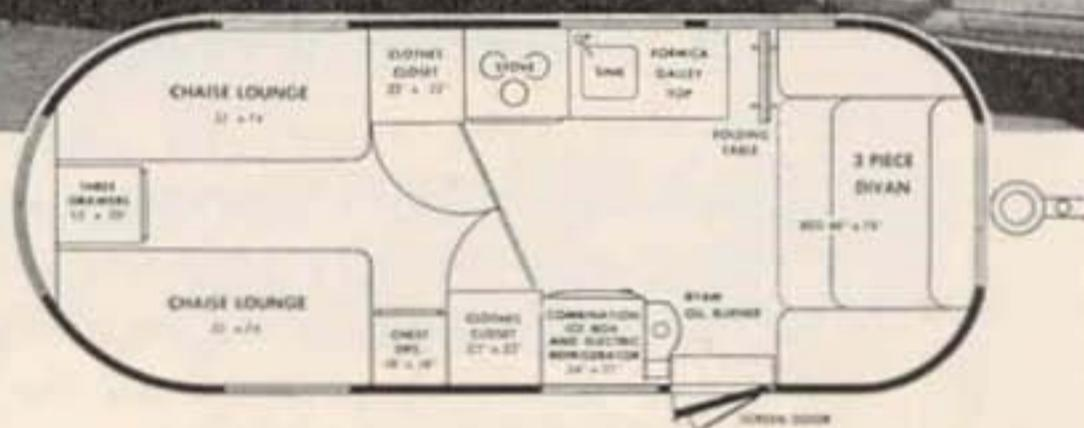 CHAISE LOUNGE
CLOTHES
CLOSET
STOVE
SINK
FORMICA
GALLEY
TOP
FOLDING
TABLE
3 PIECE
DIVAN
THREE
DRAWERS
CHAISE LOUNGE
CHEST
CLOTHES
CLOSET
COMBINATION
ICE BOX
AND ELECTRIC
REFRIGERATOR
OIL BURNER
SCREEN DOOR